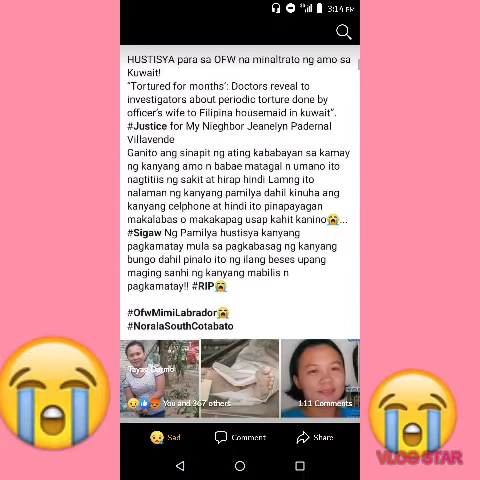 3:14 PM
HUSTISYA para sa OFW na minaltrato ng amo sa
Kuwait!
“Tortured for months’: Doctors reveal to
investigators about periodic torture done by
officer’s wife to Filipina housemaid in kuwait”.
#Justice for My Nieghbor Jeanelyn Padernal
Villavende
Ganito ang sinapit ng ating kababayan sa kamay
ng kanyang amo n babae matagal n umano ito
nagtitiis ng sakit at hirap hindi Lamng ito
nalaman ng kanyang pamilya dahil kinuha ang
kanyang celphone at hindi ito pinapayagan
makalabas o makakapag usap kahit kanino😭...
#Sigaw Ng Pamilya hustisya kanyang
pagkamatay mula sa pagkabasag ng kanyang
bungo dahil pinalo ito ng ilang beses upang
maging sanhi ng kanyang mabilis n
pagkamatay!! #RIP😭
#OfwMimiLabrador😭
#NoralaSouthCotabato
You and 367 others
111 Comments
Sad
Comment
Share
VLOG STAR